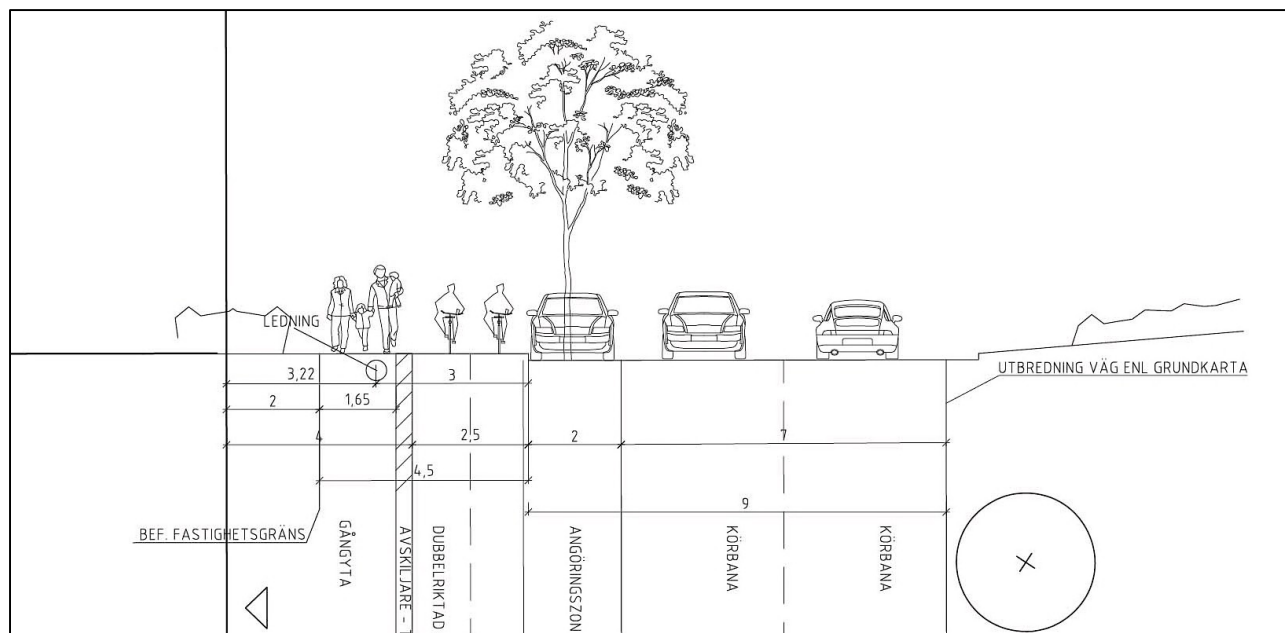 LEDNING
3,22
3
UTBREDNING VÄG ENL GRUNDKARTA
2
1,65
4
2,5
2
7
4,5
9
BEF. FASTIGHETSGRÄNS
GÅNGYTA
AVSKILJARE -
DUBBELRIKTAD
ANGÖRINGSZON
KÖRBANA
KÖRBANA